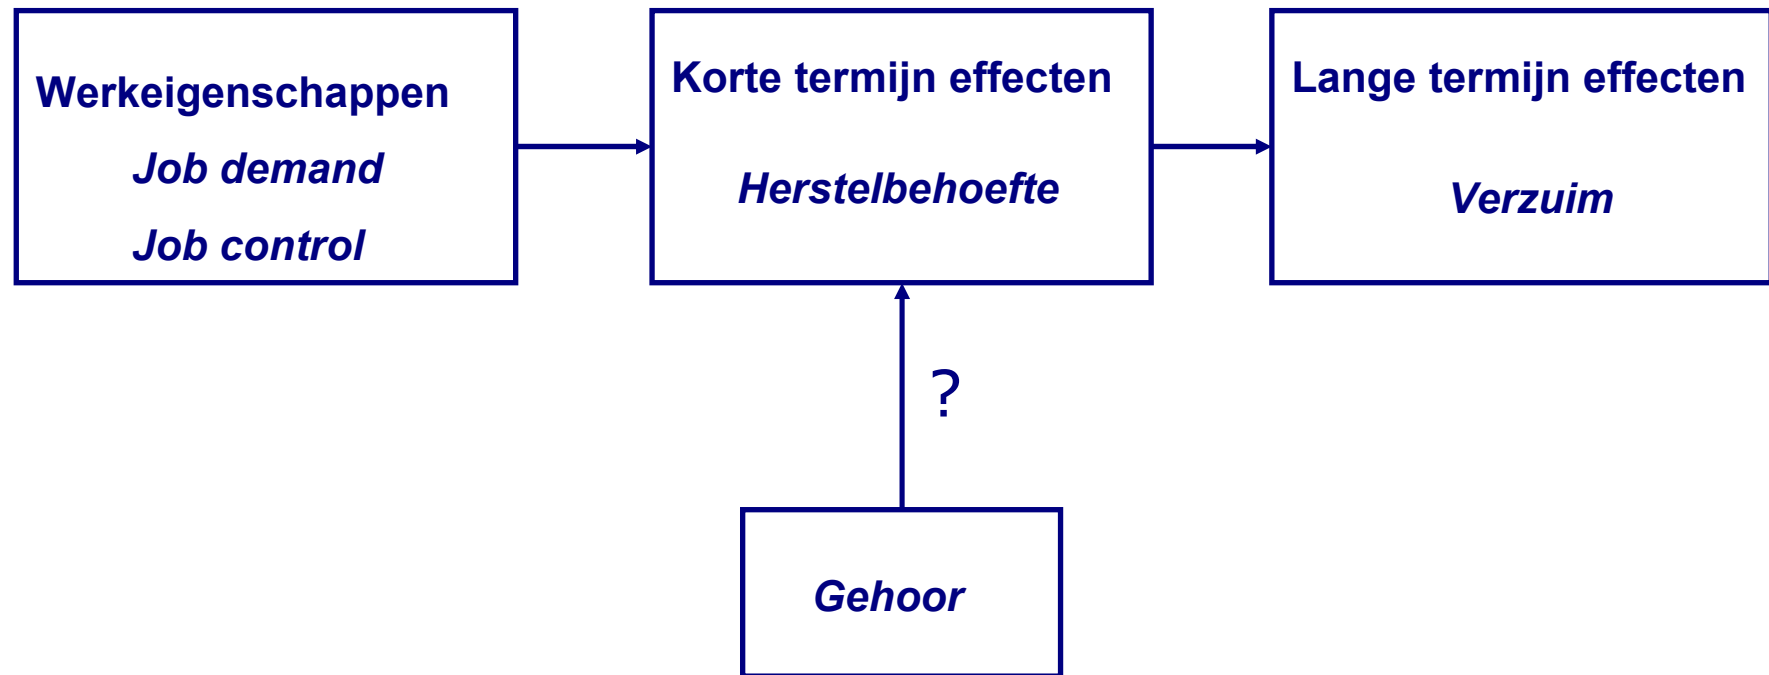 Werkeigenschappen
Job demand
Job control
Korte termijn effecten
Herstelbehoefte
Lange termijn effecten
Verzuim
?
Gehoor